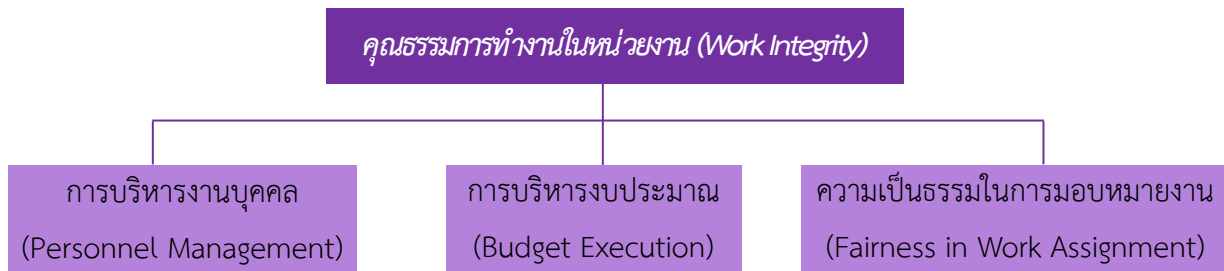 คุณธรรมการทำงานในหน่วยงาน (Work Integrity)
การบริหารงานบุคคล
(Personnel Management)
การบริหารงบประมาณ
(Budget Execution)
ความเป็นธรรมในการมอบหมายงาน
(Fairness in Work Assignment)